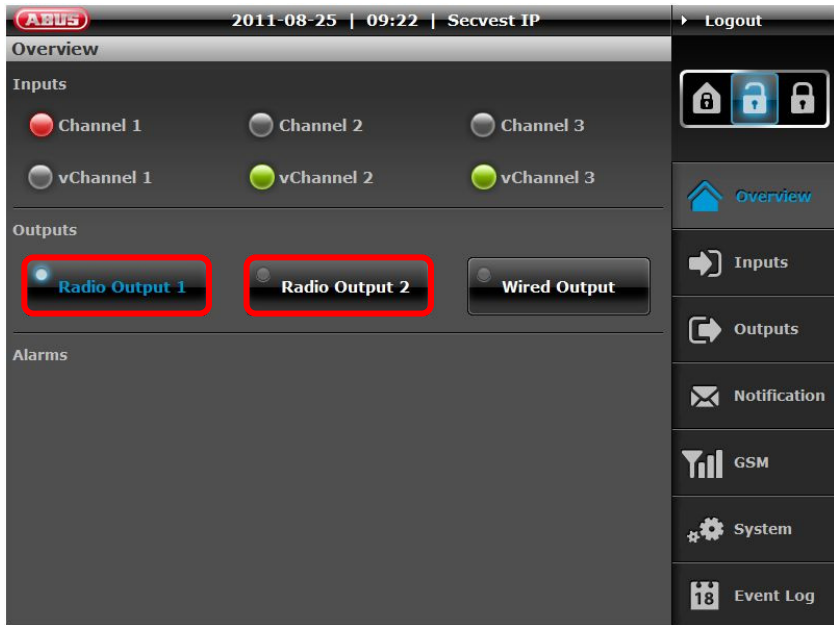 ABUS
2011-08-25 | 09:22 | Secvest IP
Logout
Overview
Inputs
Channel 1
Channel 2
Channel 3
vChannel 1
vChannel 2
vChannel 3
Outputs
Radio Output 1
Radio Output 2
Wired Output
Alarms
Overview
Inputs
Outputs
Notification
GSM
System
18
Event Log